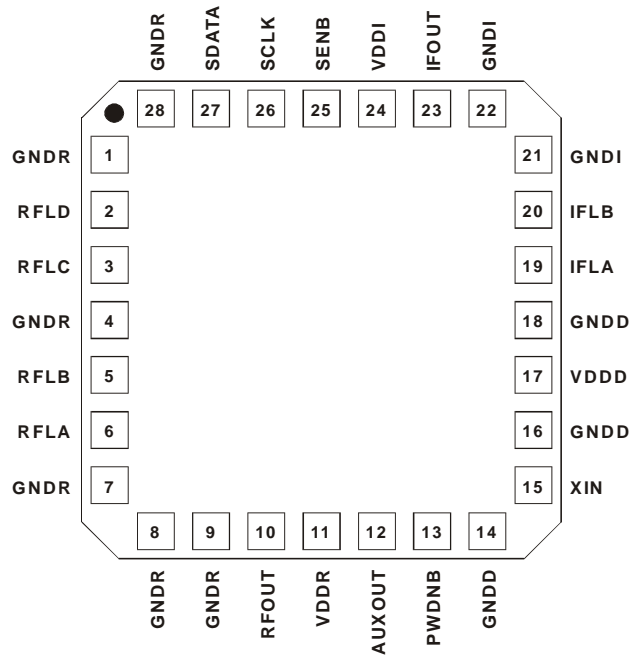 GNDR SDATA SCLK SENB VDDI IFOUT GNDI
28 27 26 25 24 23 22
GNDR 1 21 GNDI
RFLD 2 20 IFLB
RFLC 3 19 IFLA
GNDR 4 18 GNDD
RFLB 5 17 VDDD
RFLA 6 16 GNDD
GNDR 7 15 XIN
8 9 10 11 12 13 14
GNDR GNDR RFOUT VDDR AUXOUT PWDNB GNDD